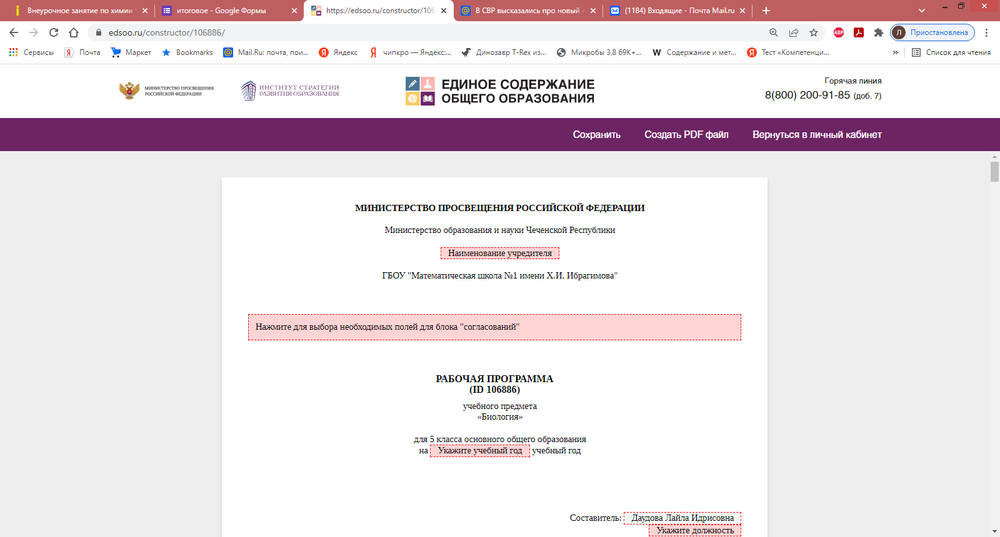 Внеурочное занятие по химии
итоговое - Google Формы
https://edsoo.ru/constructor/106
В СВР высказались про новый
(1184) Входящие - Почта Mail.ru
edsoo.ru/constructor/106886/
ABP
Л Приостановлена
Сервисы
Почта
Маркет
Bookmarks
Mail.Ru: почта, пои...
Яндекс
чипкро — Яндекс:...
Динозавр T-Rex из...
Микробы 3,8 69K+...
Содержание и мет...
Тест «Компетенци...
»
Список для чтения
МИНИСТЕРСТВО ПРОСВЕЩЕНИЯ
РОССИЙСКОЙ ФЕДЕРАЦИИ
ИНСТИТУТ СТРАТЕГИИ
РАЗВИТИЯ ОБРАЗОВАНИЯ
ЕДИНОЕ СОДЕРЖАНИЕ
ОБЩЕГО ОБРАЗОВАНИЯ
Горячая линия
8(800) 200-91-85 (доб. 7)
Сохранить
Создать PDF файл
Вернуться в личный кабинет
МИНИСТЕРСТВО ПРОСВЕЩЕНИЯ РОССИЙСКОЙ ФЕДЕРАЦИИ
Министерство образования и науки Чеченской Республики
Наименование учредителя
ГБОУ "Математическая школа №1 имени Х.И. Ибрагимова"
Нажмите для выбора необходимых полей для блока "согласований"
РАБОЧАЯ ПРОГРАММА
(ID 106886)
учебного предмета
«Биология»
для 5 класса основного общего образования
на Укажите учебный год учебный год
Составитель: Даудова Лайла Идрисовна
Укажите должность